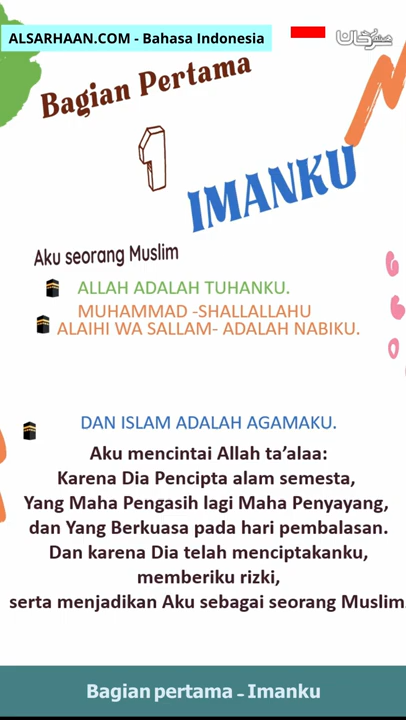 ALSARHAAN.COM - Bahasa Indonesia
Bagian Pertama
1
IMANKU
Aku seorang Muslim
ALLAH ADALAH TUHANKU.
MUHAMMAD -SHALLALLAHU
ALAIHI WA SALLAM- ADALAH NABIKU.
DAN ISLAM ADALAH AGAMAKU.
Aku mencintai Allah ta’alaa:
Karena Dia Pencipta alam semesta,
Yang Maha Pengasih lagi Maha Penyayang,
dan Yang Berkuasa pada hari pembalasan.
Dan karena Dia telah menciptakanku,
memberiku rizki,
serta menjadikan Aku sebagai seorang Muslim
Bagian pertama - Imanku